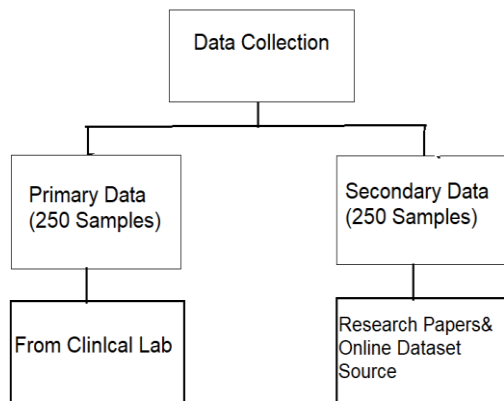 Data Collection
Primary Data
(250 Samples)
Secondary Data
(250 Samples)
From Clinlcal Lab
Research Papers&
Online Dataset
Source